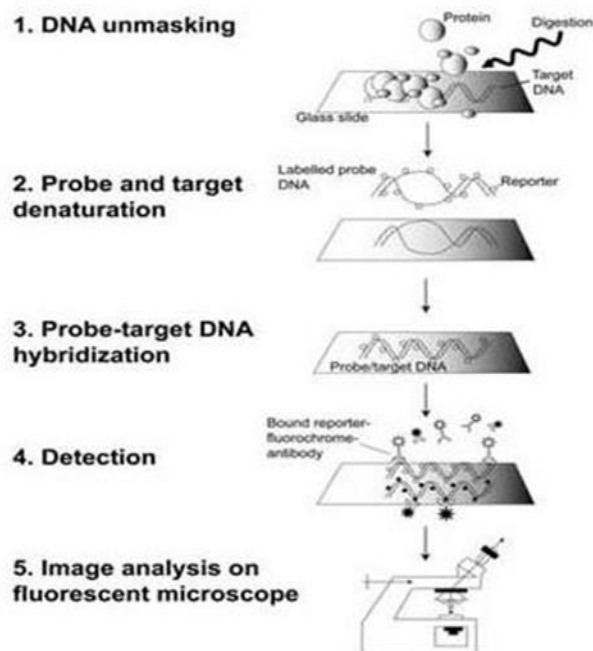 1. DNA unmasking
Protein
Digestion
Target
DNA
Glass slide
2. Probe and target
denaturation
Labelled probe
DNA
Reporter
3. Probe-target DNA
hybridization
Probe/target DNA
Bound reporter-
fluorochrome-
antibody
4. Detection
5. Image analysis on
fluorescent microscope